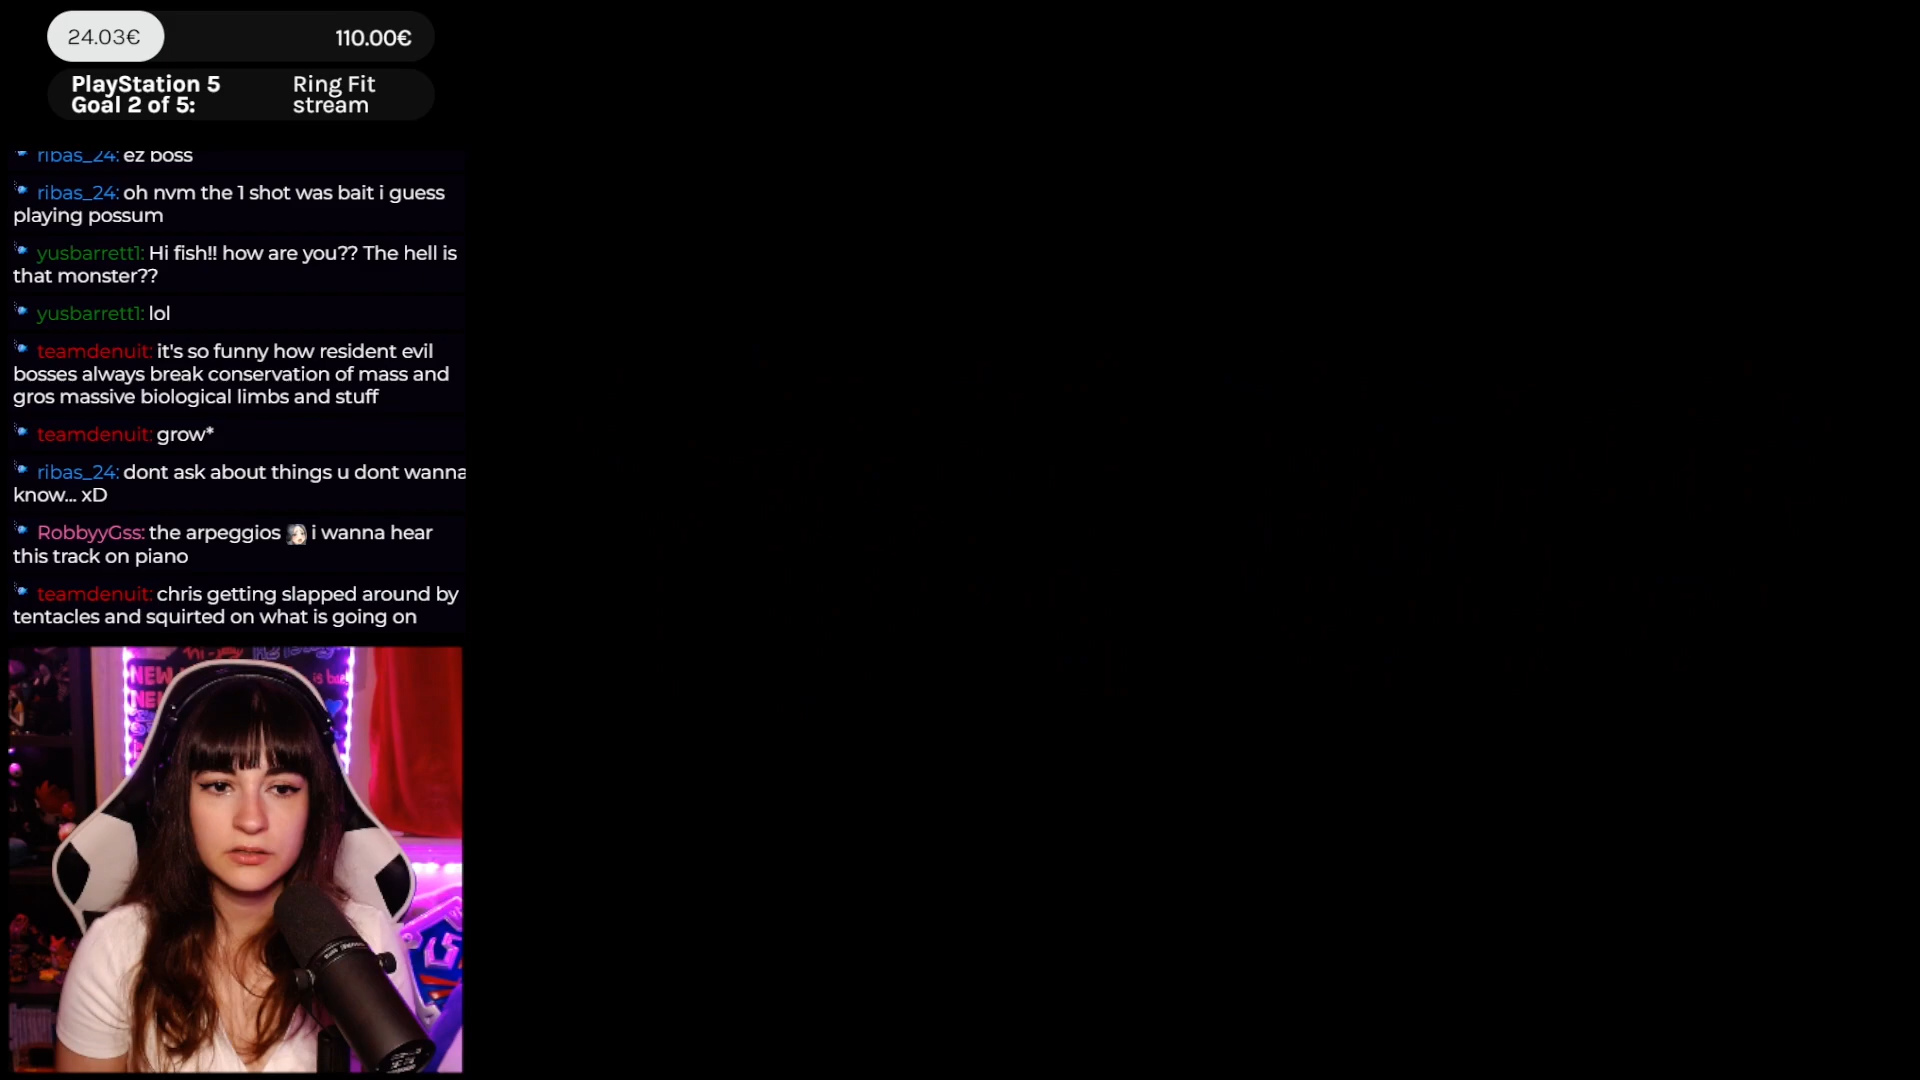 24.03€ 110.00€
PlayStation 5
Goal 2 of 5:
Ring Fit
stream
ribas_24: ez boss
ribas_24: oh nvm the 1 shot was bait i guess
playing possum
yusbarrett1: Hi fish!! how are you?? The hell is
that monster??
yusbarrett1: lol
teamdenuit: it's so funny how resident evil
bosses always break conservation of mass and
gros massive biological limbs and stuff
teamdenuit: grow*
ribas_24: dont ask about things u dont wanna
know... xD
RobbyyGss: the arpeggios i wanna hear
this track on piano
teamdenuit: chris getting slapped around by
tentacles and squirted on what is going on
hi-
NEW
is ba